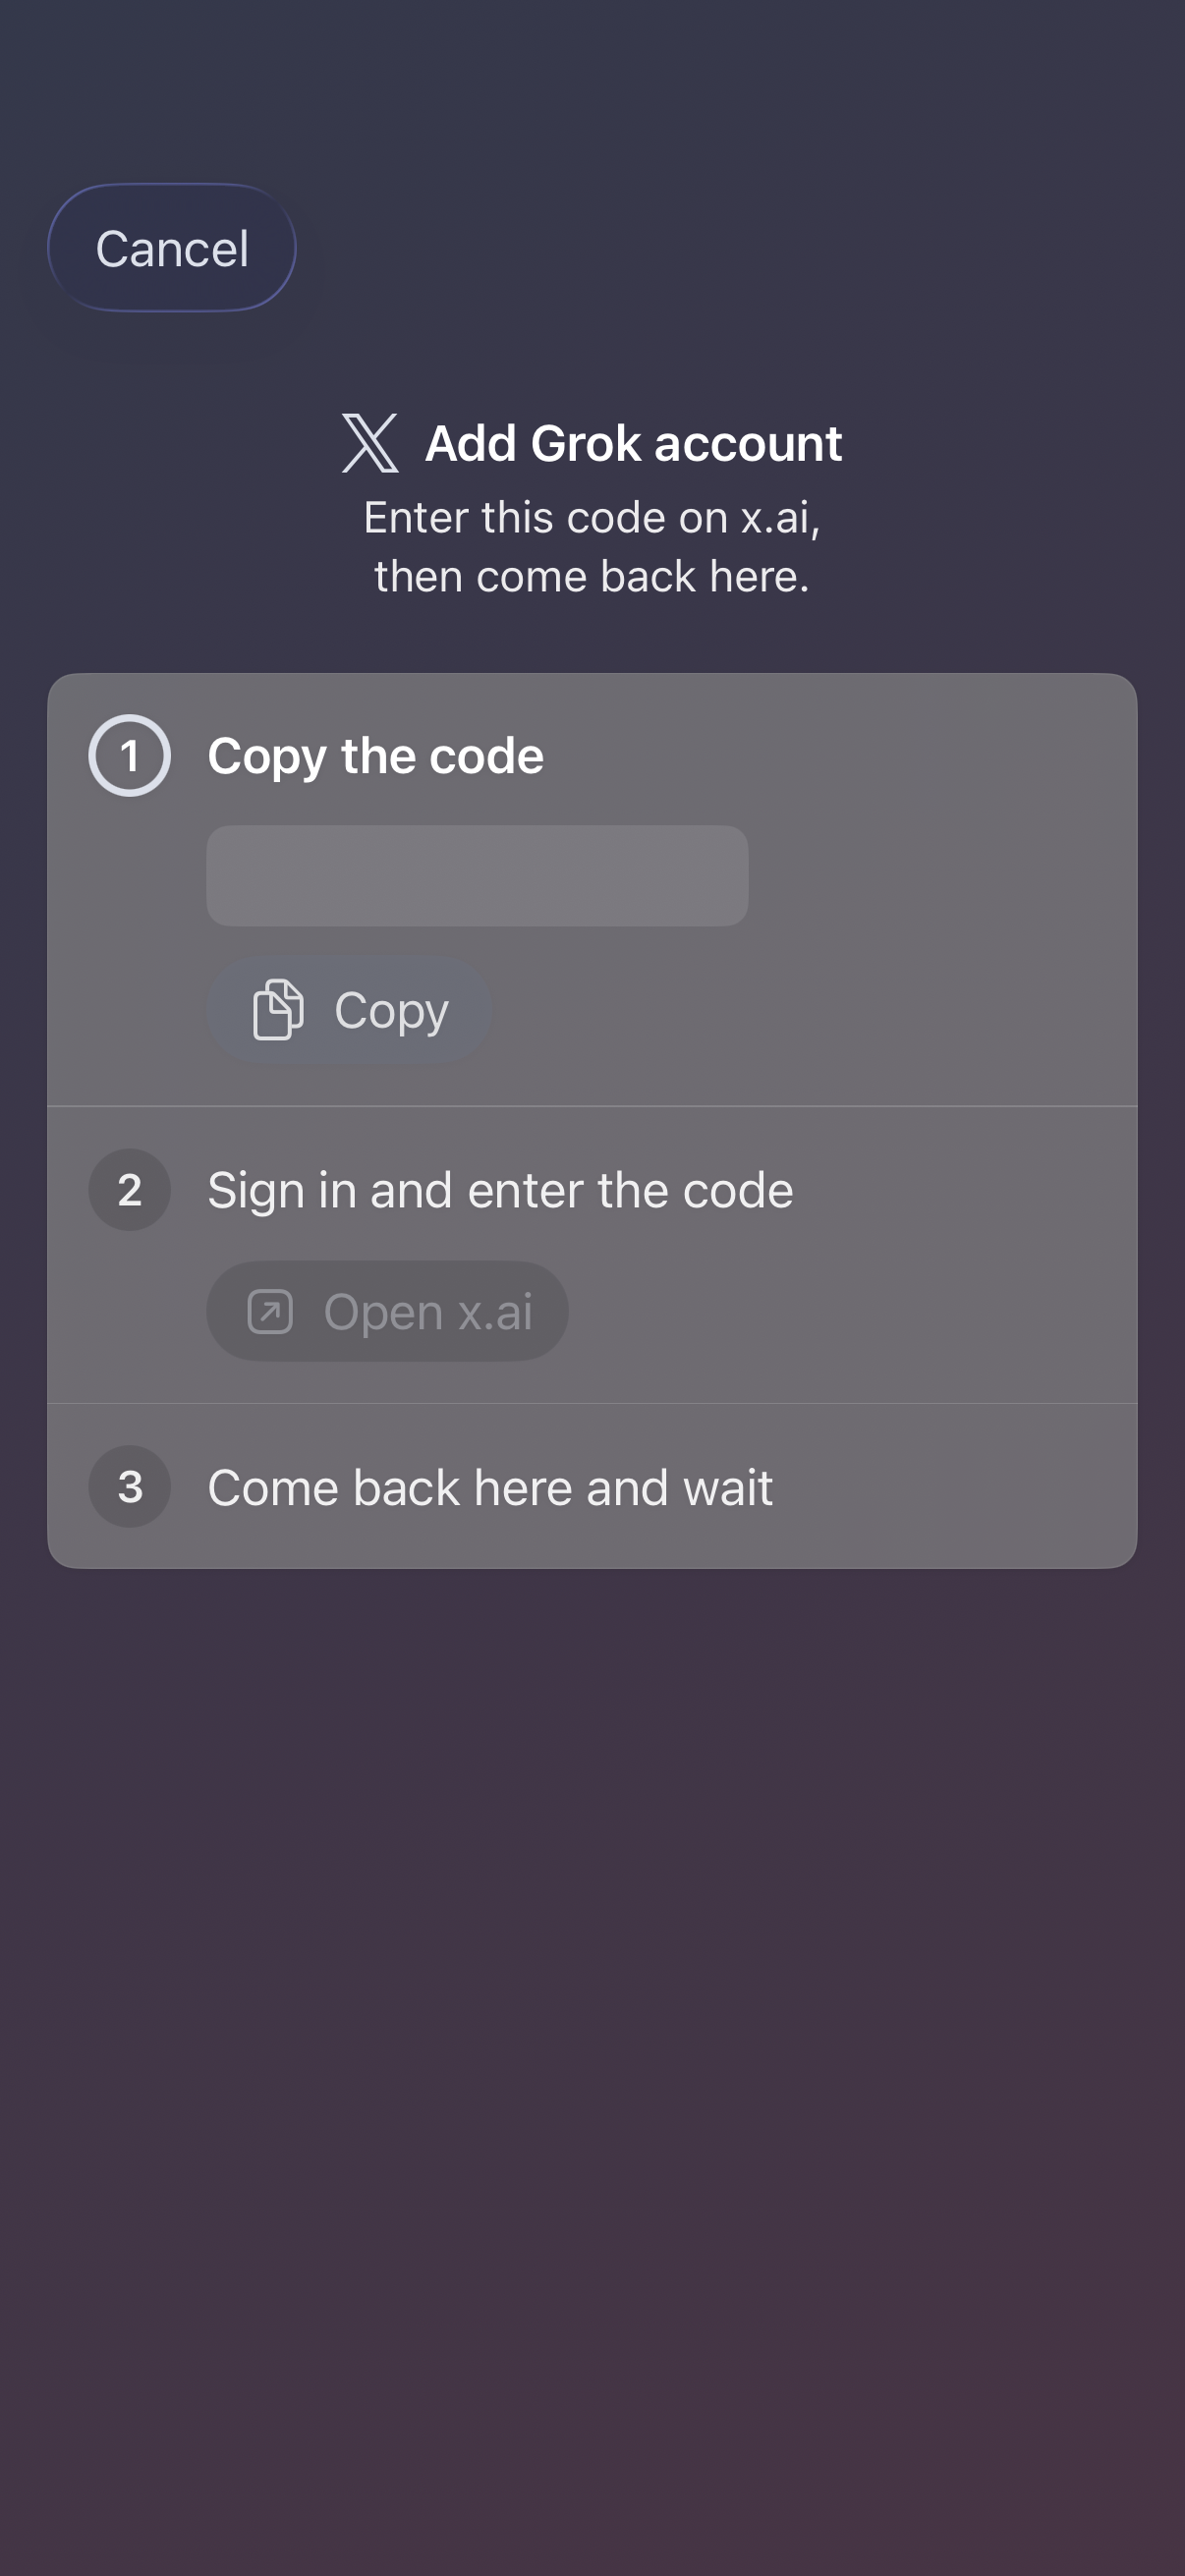 Cancel
Add Grok account
Enter this code on x.ai,
then come back here.
1 Copy the code
Copy
2 Sign in and enter the code
Open x.ai
3 Come back here and wait